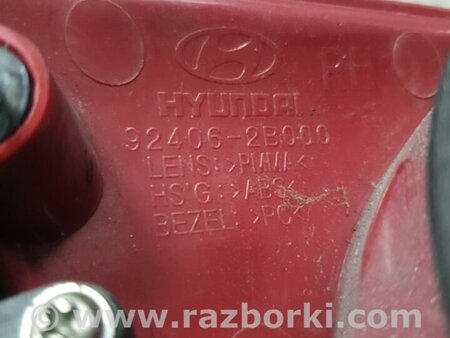 RH
HYUNDAI
92406-2B000
LENS:>PMMA<
HS'G:>ABS<
BEZEL:>PC<
www.razborki.com